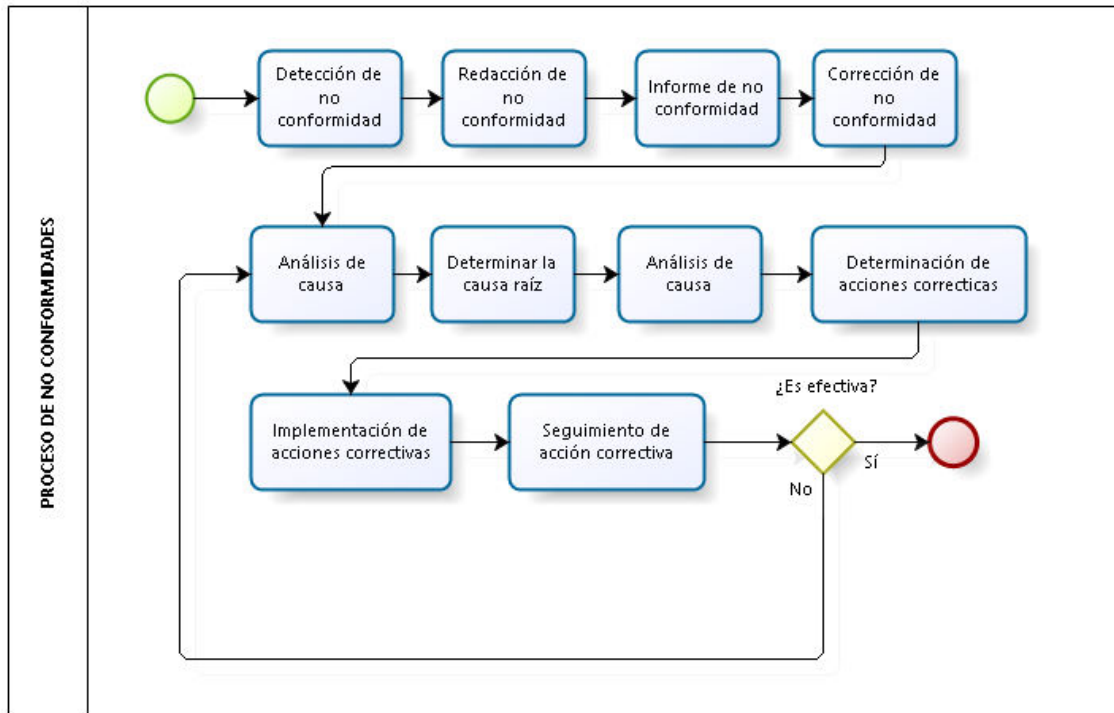 PROCESO DE NO CONFORMIDADES
Detección de
no
conformidad
Redacción de
no
conformidad
Informe de no
conformidad
Corrección de
no
conformidad
Análisis de
causa
Determinar la
causa raíz
Análisis de
causa
Determinación de
acciones correcticas
Implementación de
acciones correctivas
Seguimiento de
acción correctiva
¿Es efectiva?
Sí
No